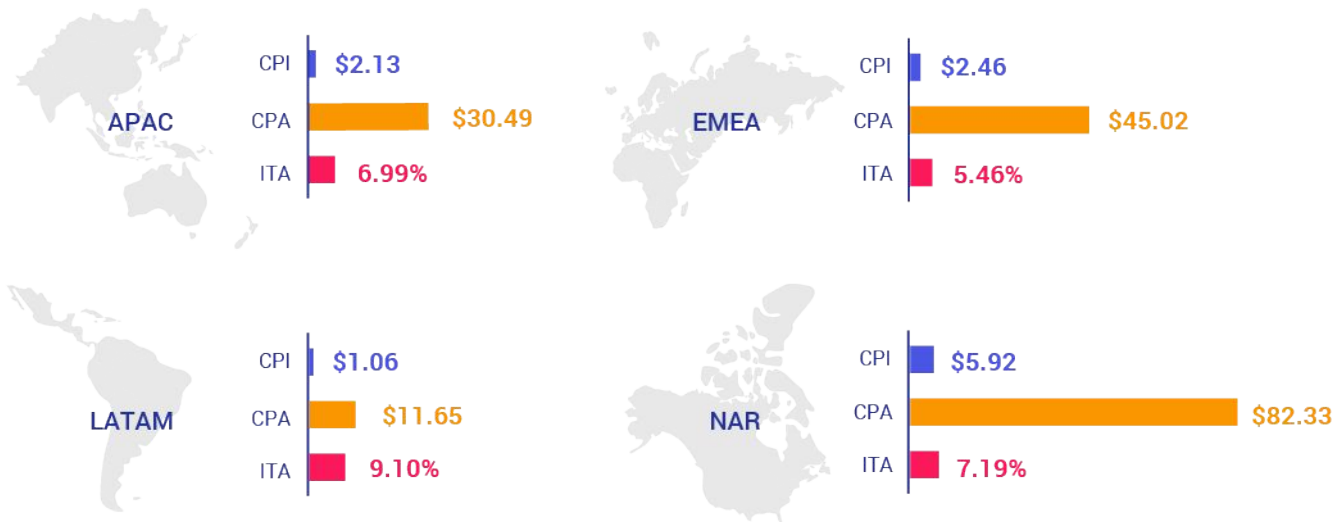 APAC
CPI $2.13
CPA $30.49
ITA 6.99%
EMEA
CPI $2.46
CPA $45.02
ITA 5.46%
LATAM
CPI $1.06
CPA $11.65
ITA 9.10%
NAR
CPI $5.92
CPA $82.33
ITA 7.19%